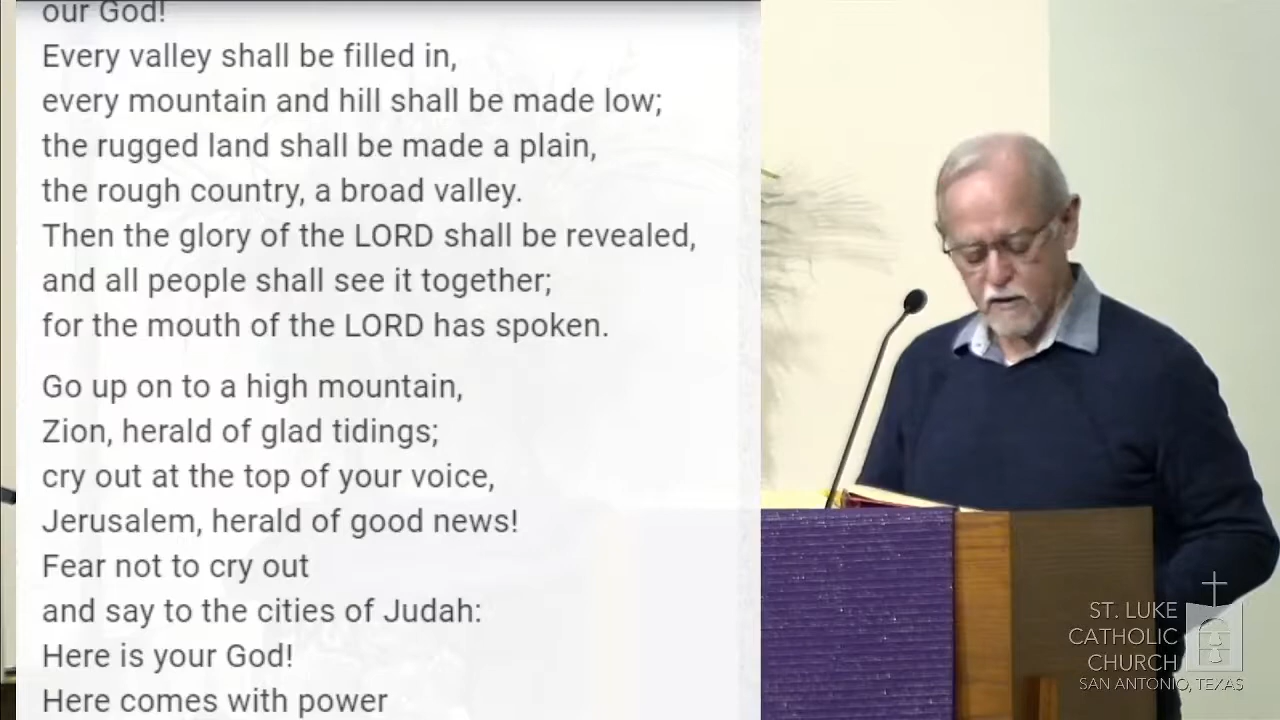 our God!
Every valley shall be filled in,
every mountain and hill shall be made low;
the rugged land shall be made a plain,
the rough country, a broad valley.
Then the glory of the LORD shall be revealed,
and all people shall see it together;
for the mouth of the LORD has spoken.
Go up on to a high mountain,
Zion, herald of glad tidings;
cry out at the top of your voice,
Jerusalem, herald of good news!
Fear not to cry out
and say to the cities of Judah:
Here is your God!
Here comes with power
ST. LUKE
CATHOLIC
CHURCH
SAN ANTONIO, TEXAS